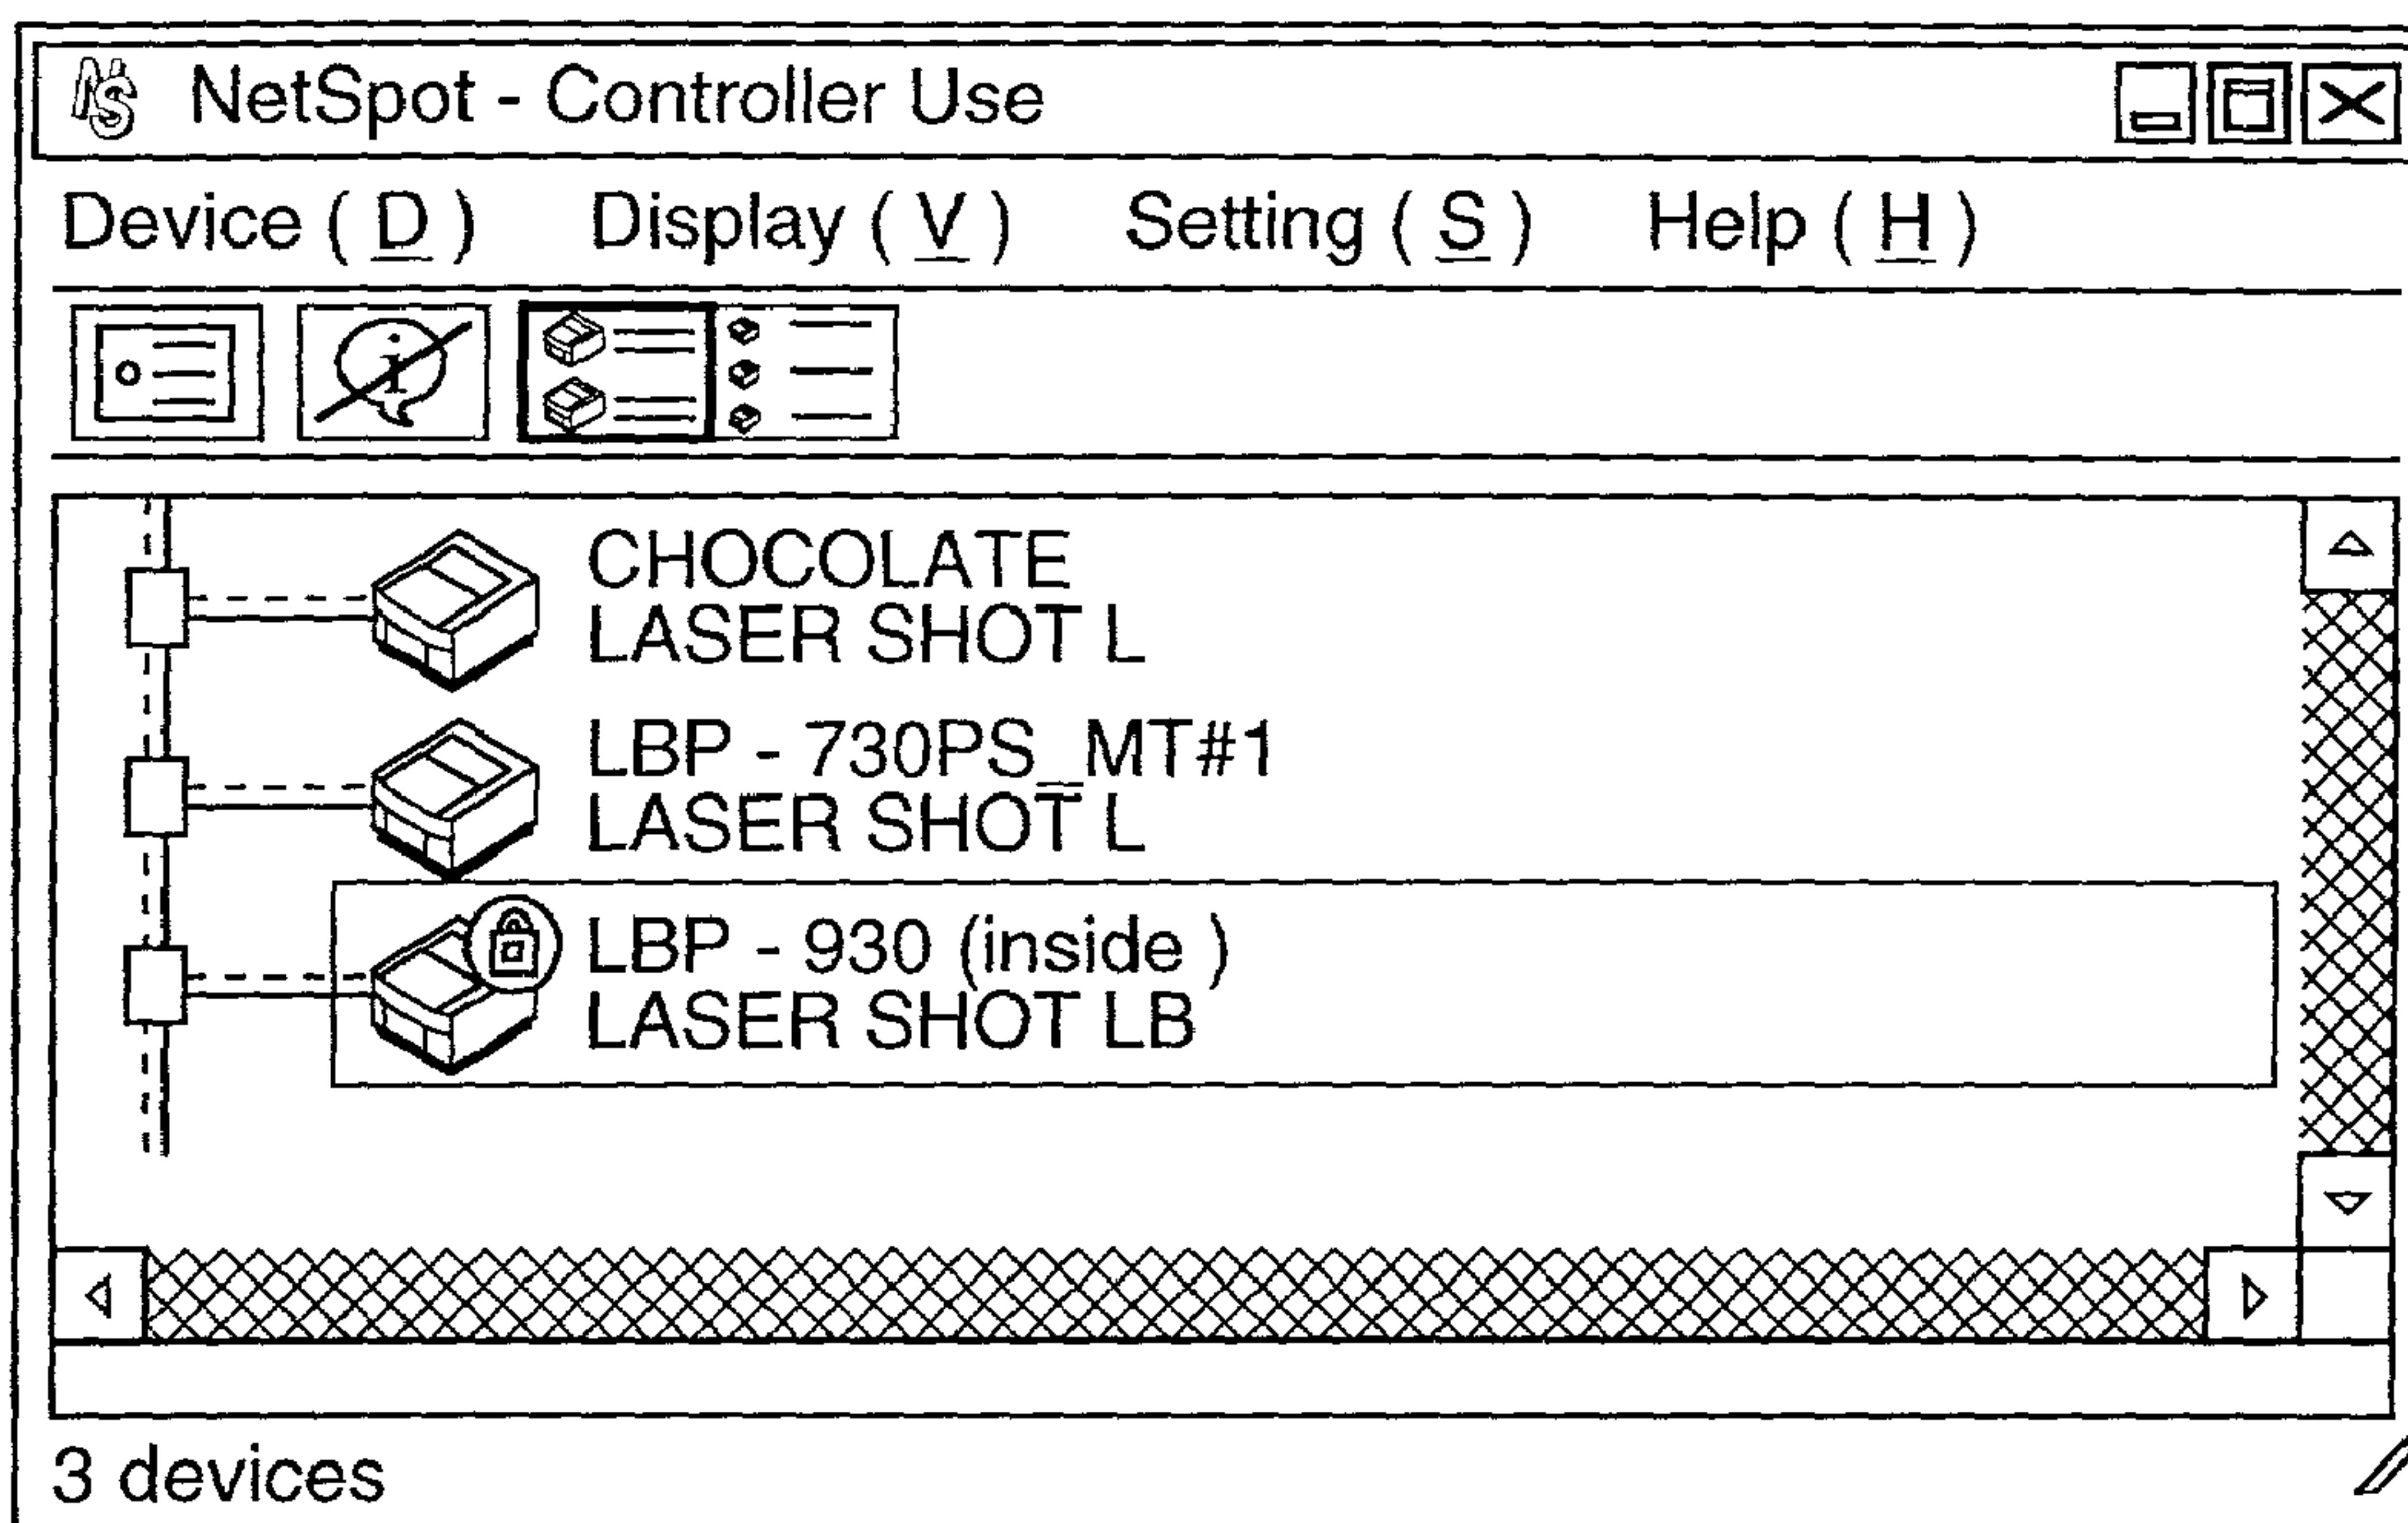 NS NetSpot - Controller Use
Device ( D ) Display ( V ) Setting ( S ) Help ( H )
i
CHOCOLATE
LASER SHOT L
LBP - 730PS_MT#1
LASER SHOT L
LBP - 930 (inside )
LASER SHOT LB
3 devices